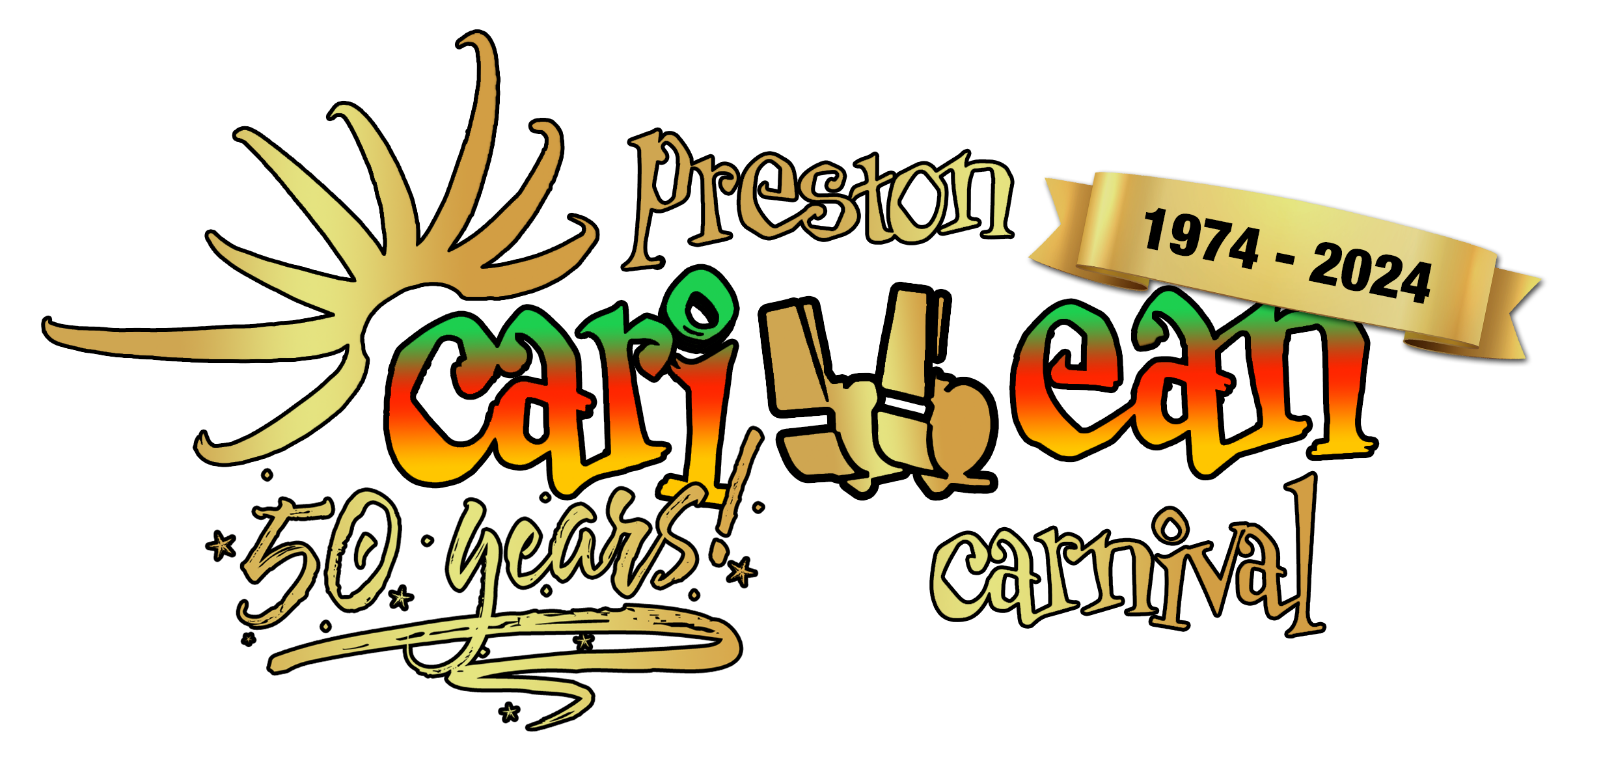 preston
1974 - 2024
caribbean
carnival
50 years!